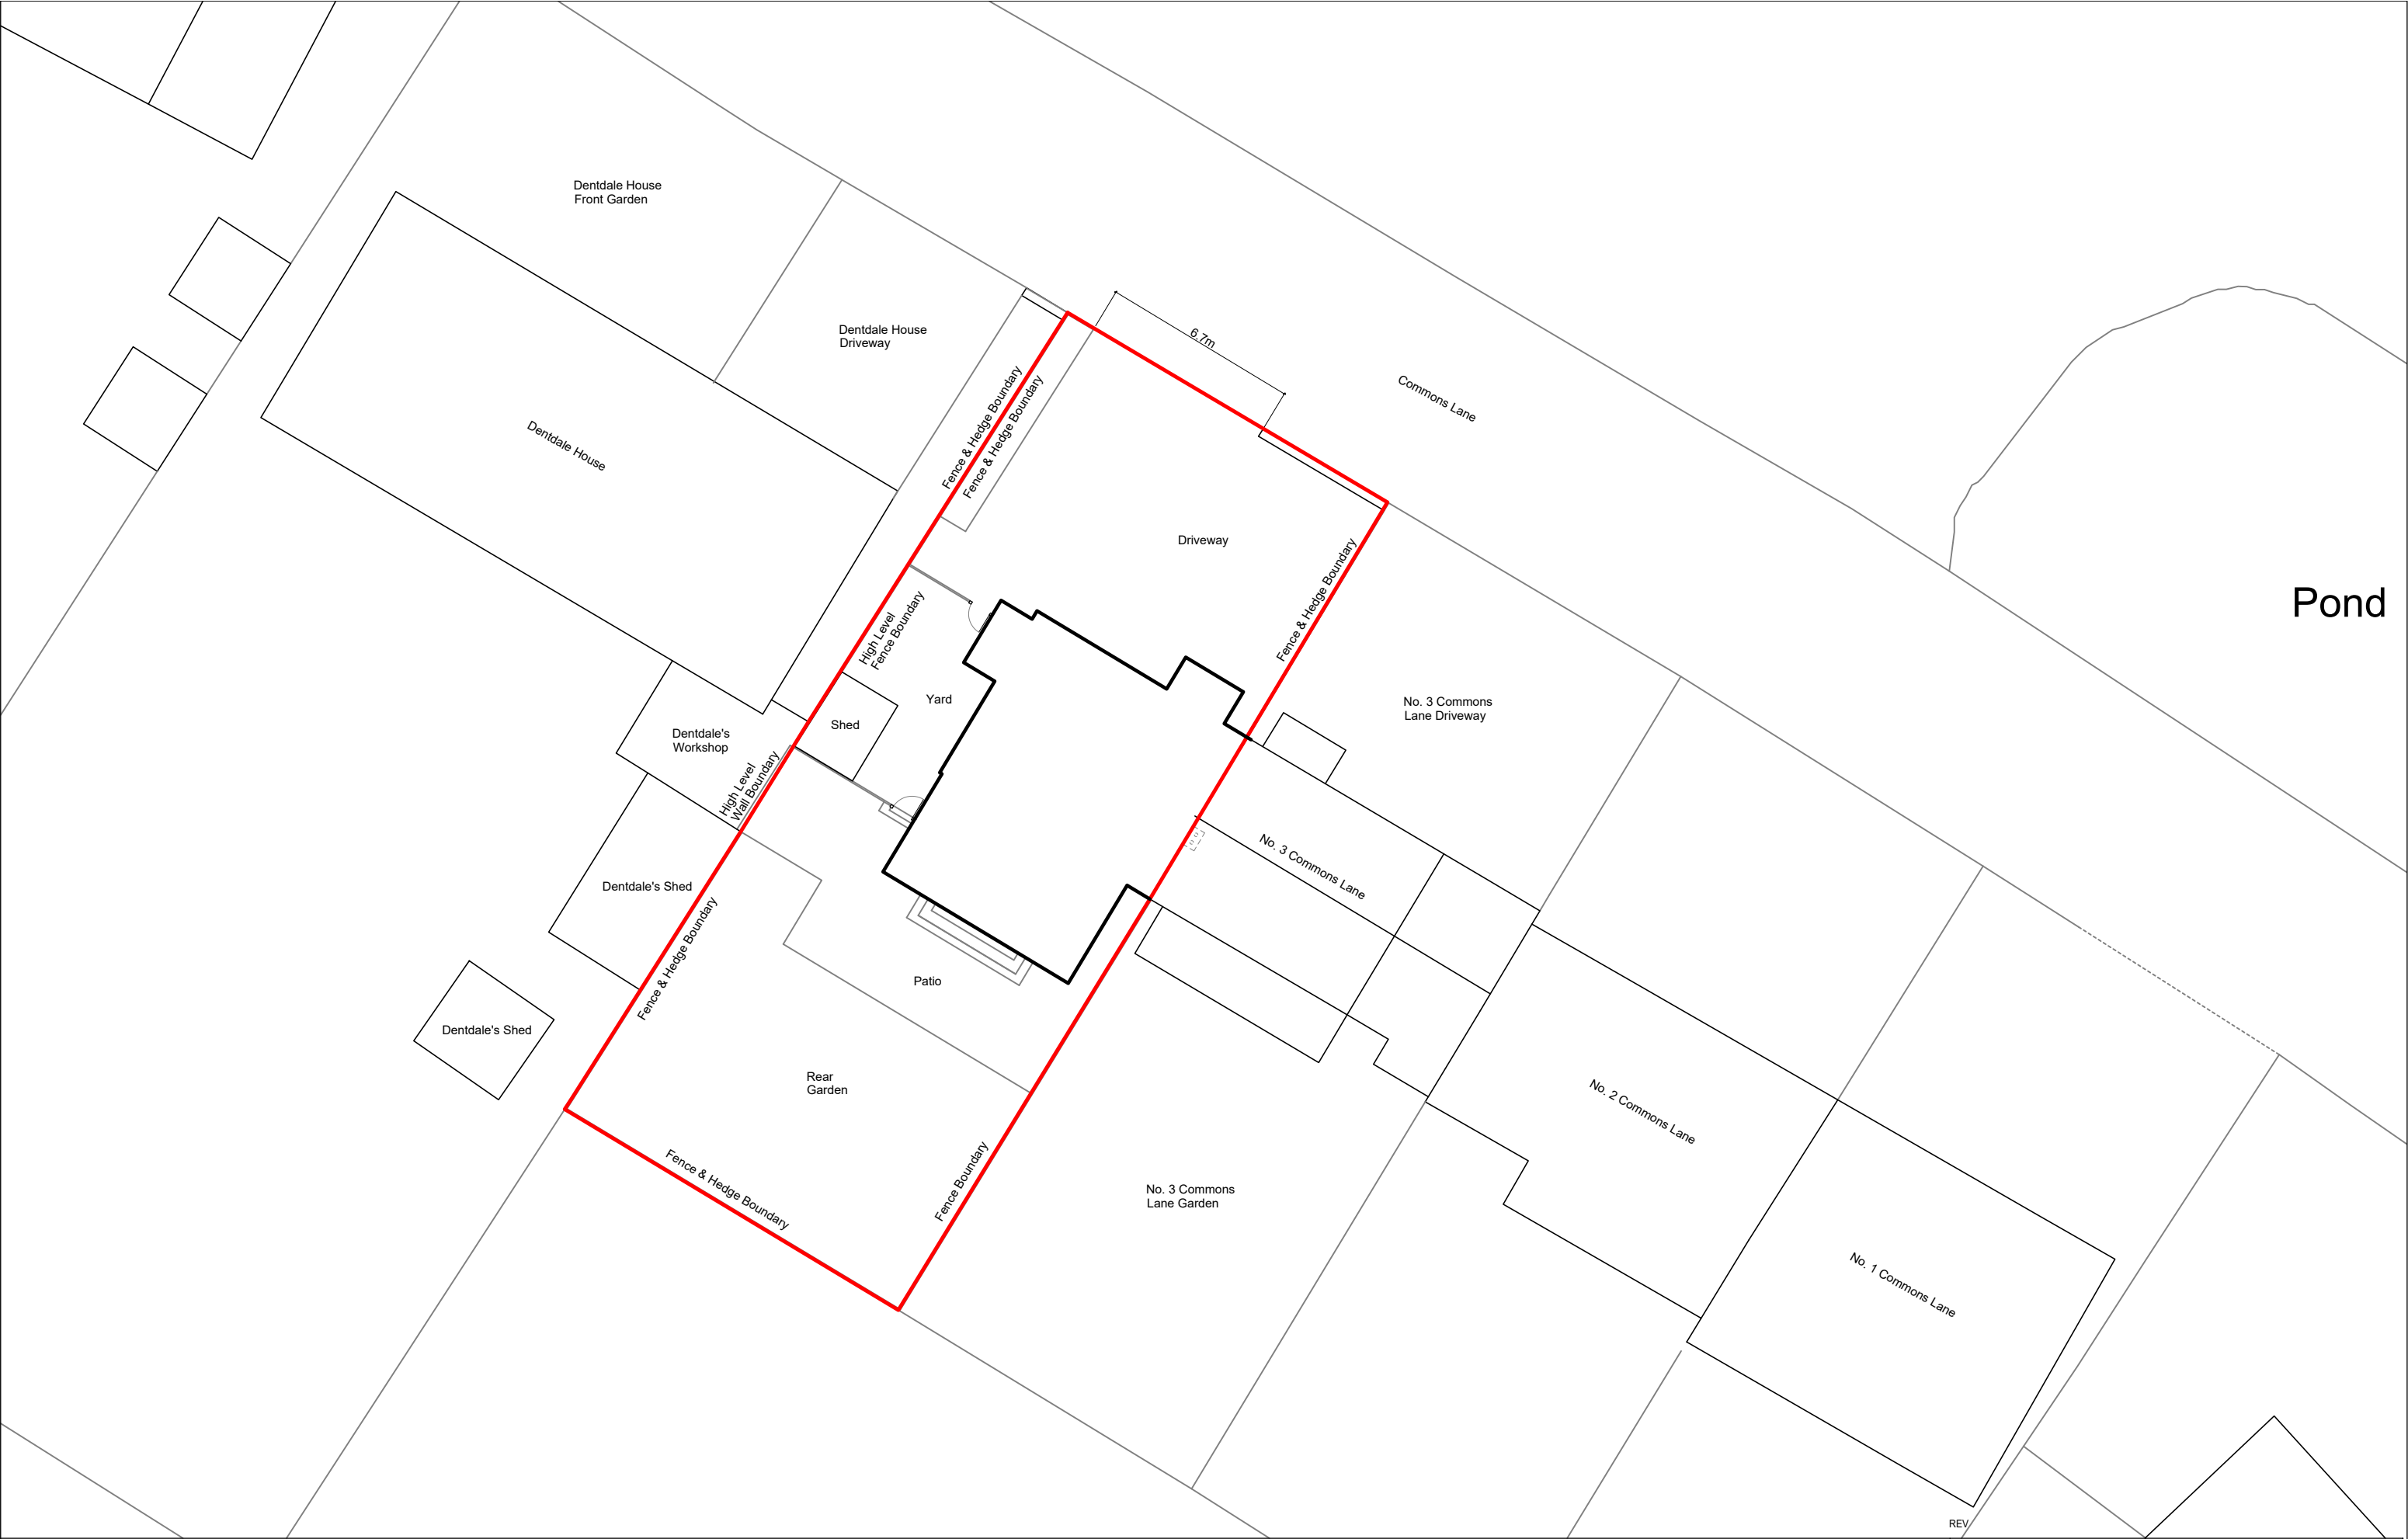 Dentdale House
Front Garden
Dentdale House
Driveway
6.7m
Commons Lane
Fence & Hedge Boundary
Fence & Hedge Boundary
Dentdale House
Driveway
Fence & Hedge Boundary
Pond
High Level
Fence Boundary
Yard
Shed
No. 3 Commons
Lane Driveway
Dentdale's
Workshop
High Level
Wall Boundary
No. 3 Commons Lane
Dentdale's Shed
Fence & Hedge Boundary
Patio
Dentdale's Shed
Rear
Garden
No. 2 Commons Lane
Fence & Hedge Boundary
Fence Boundary
No. 3 Commons
Lane Garden
No. 1 Commons Lane
REV